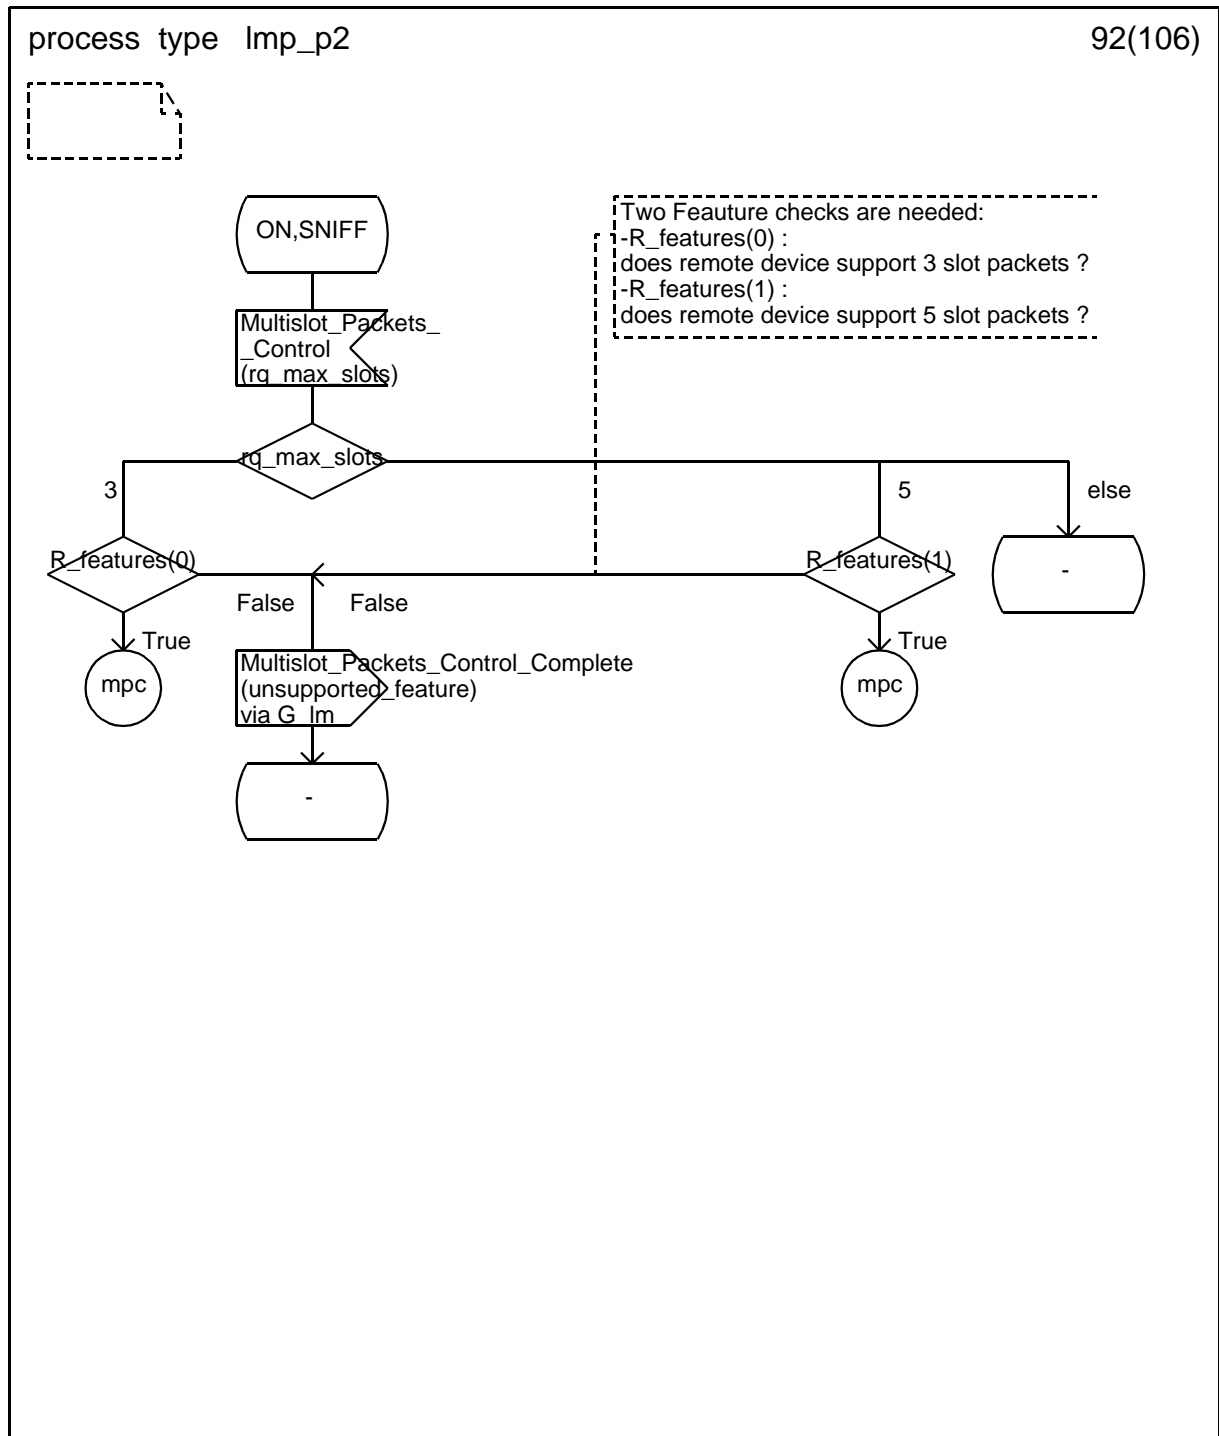 process type lmp_p2
92(106)
ON,SNIFF
Two Feauture checks are needed:
-R_features(0) :
does remote device support 3 slot packets ?
-R_features(1) :
does remote device support 5 slot packets ?
Multislot_Packets_
_Control
(rq_max_slots)
rq_max_slots
3
5
else
R_features(0)
R_features(1)
-
False
False
True
True
mpc
Multislot_Packets_Control_Complete
(unsupported_feature)
via G_lm
mpc
-